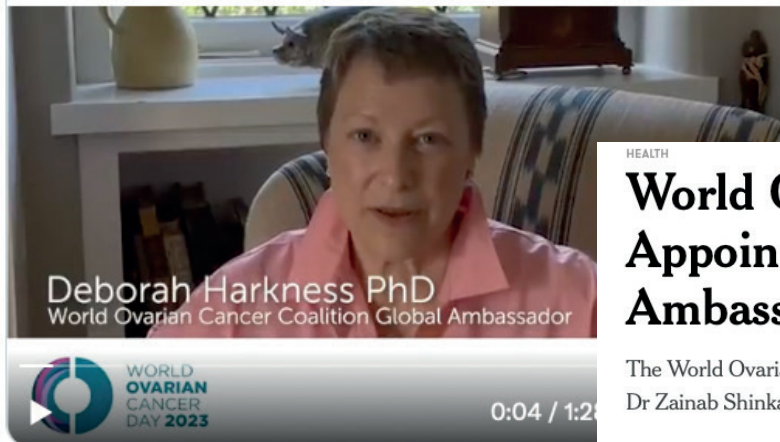 Deborah Harkness PhD
World Ovarian Cancer Coalition Global Ambassador
WORLD
OVARIAN
CANCER
DAY 2023
0:04 / 1:28
HEALTH
World
Appoin
Ambass
The World Ovari
Dr Zainab Shinka